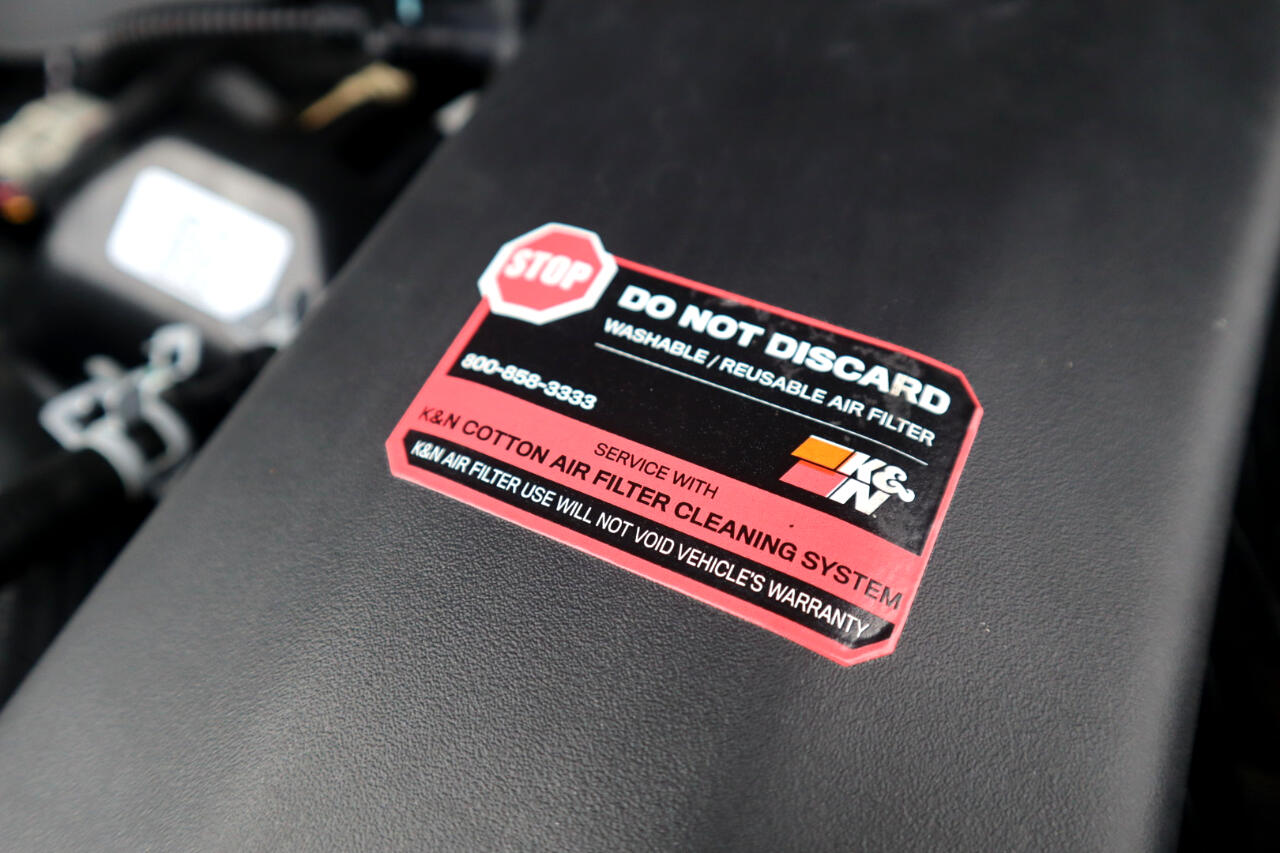 STOP
DO NOT DISCARD
WASHABLE / REUSABLE AIR FILTER
800-858-3333
K&N
SERVICE WITH
K&N COTTON AIR FILTER CLEANING SYSTEM
K&N AIR FILTER USE WILL NOT VOID VEHICLE'S WARRANTY